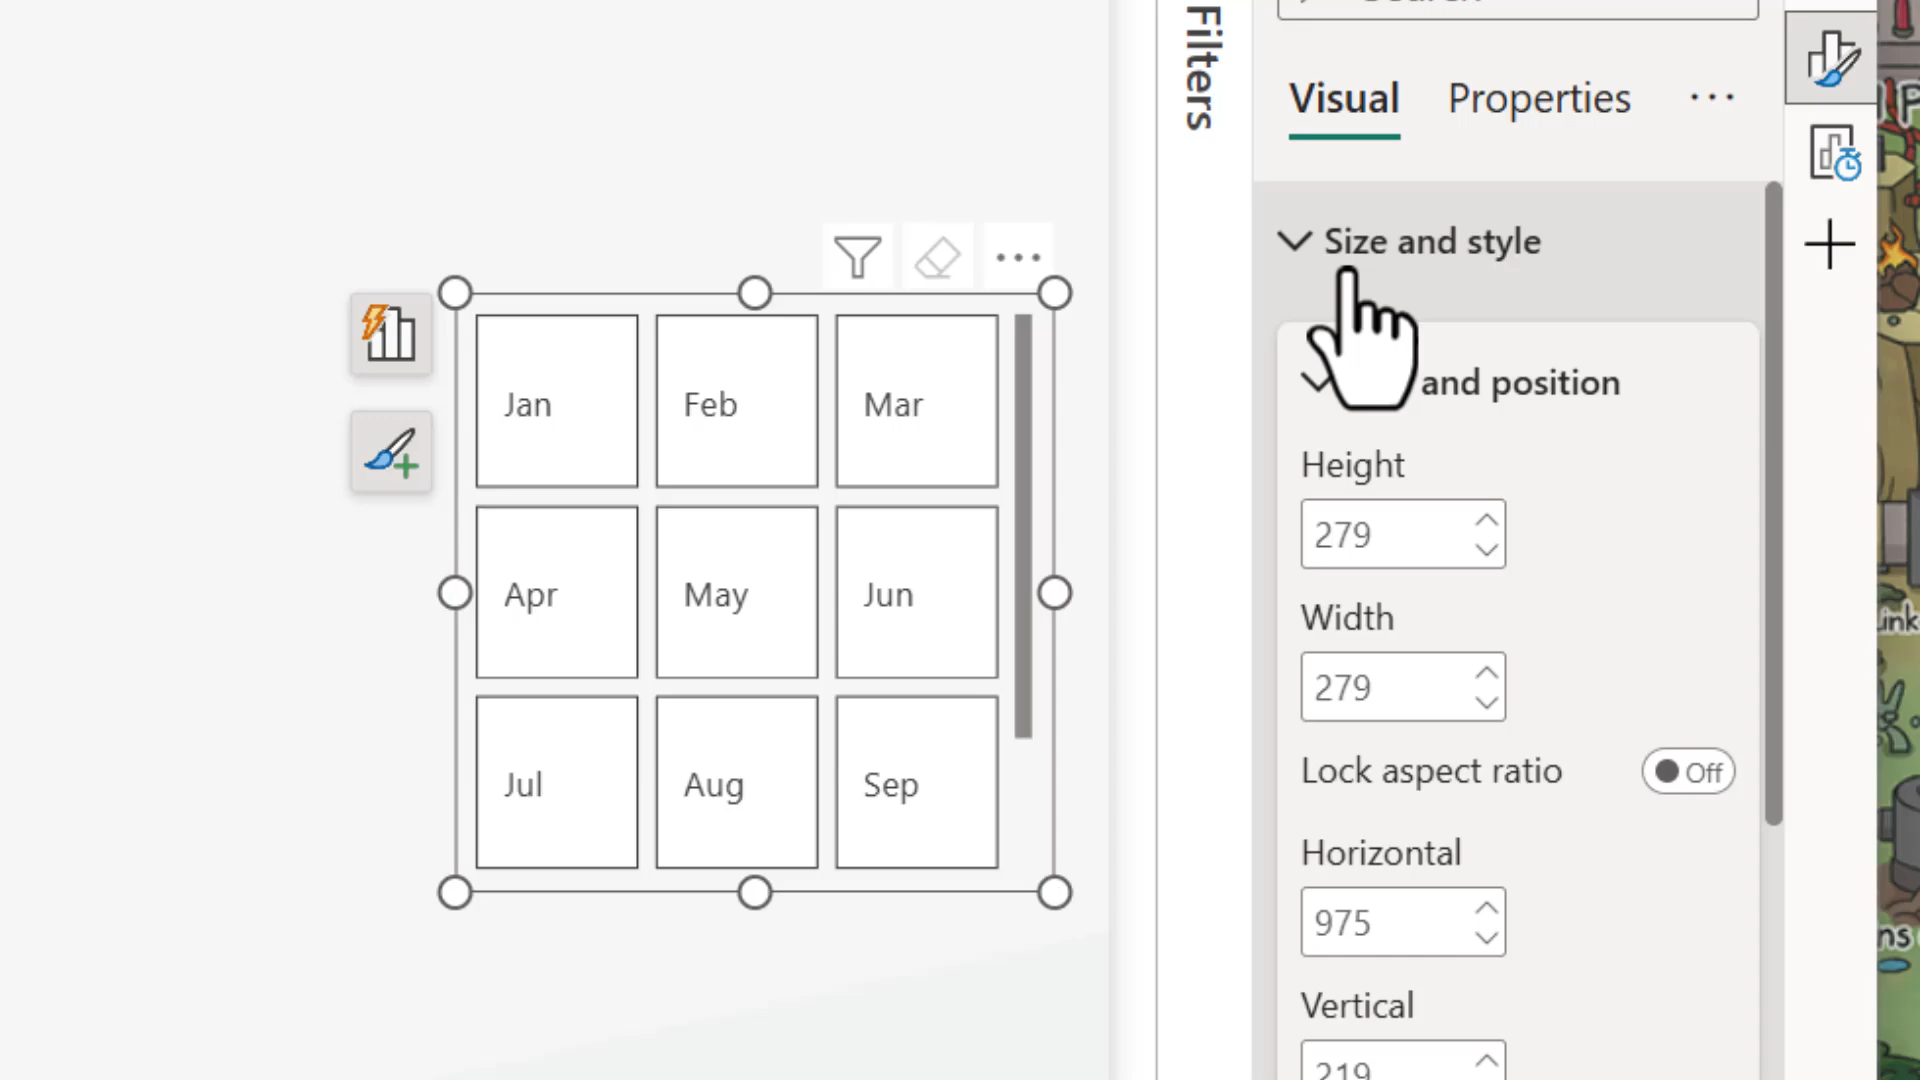 Filters
Visual Properties
Size and style
and position
Height
279
Width
279
Lock aspect ratio Off
Horizontal
975
Vertical
219
Jan Feb Mar
Apr May Jun
Jul Aug Sep